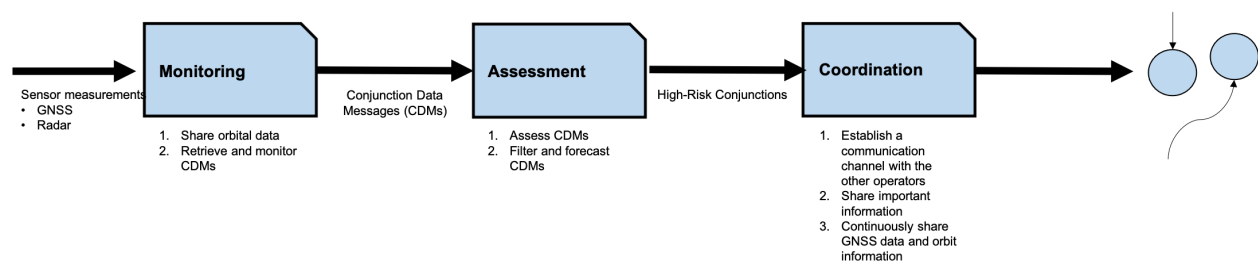 Monitoring
Assessment
Coordination
Sensor measurements
• GNSS
• Radar
Conjunction Data
Messages (CDMs)
High-Risk Conjunctions
1. Share orbital data
2. Retrieve and monitor
CDMs
1. Assess CDMs
2. Filter and forecast
CDMs
1. Establish a
communication
channel with the
other operators
2. Share important
information
3. Continuously share
GNSS data and orbit
information